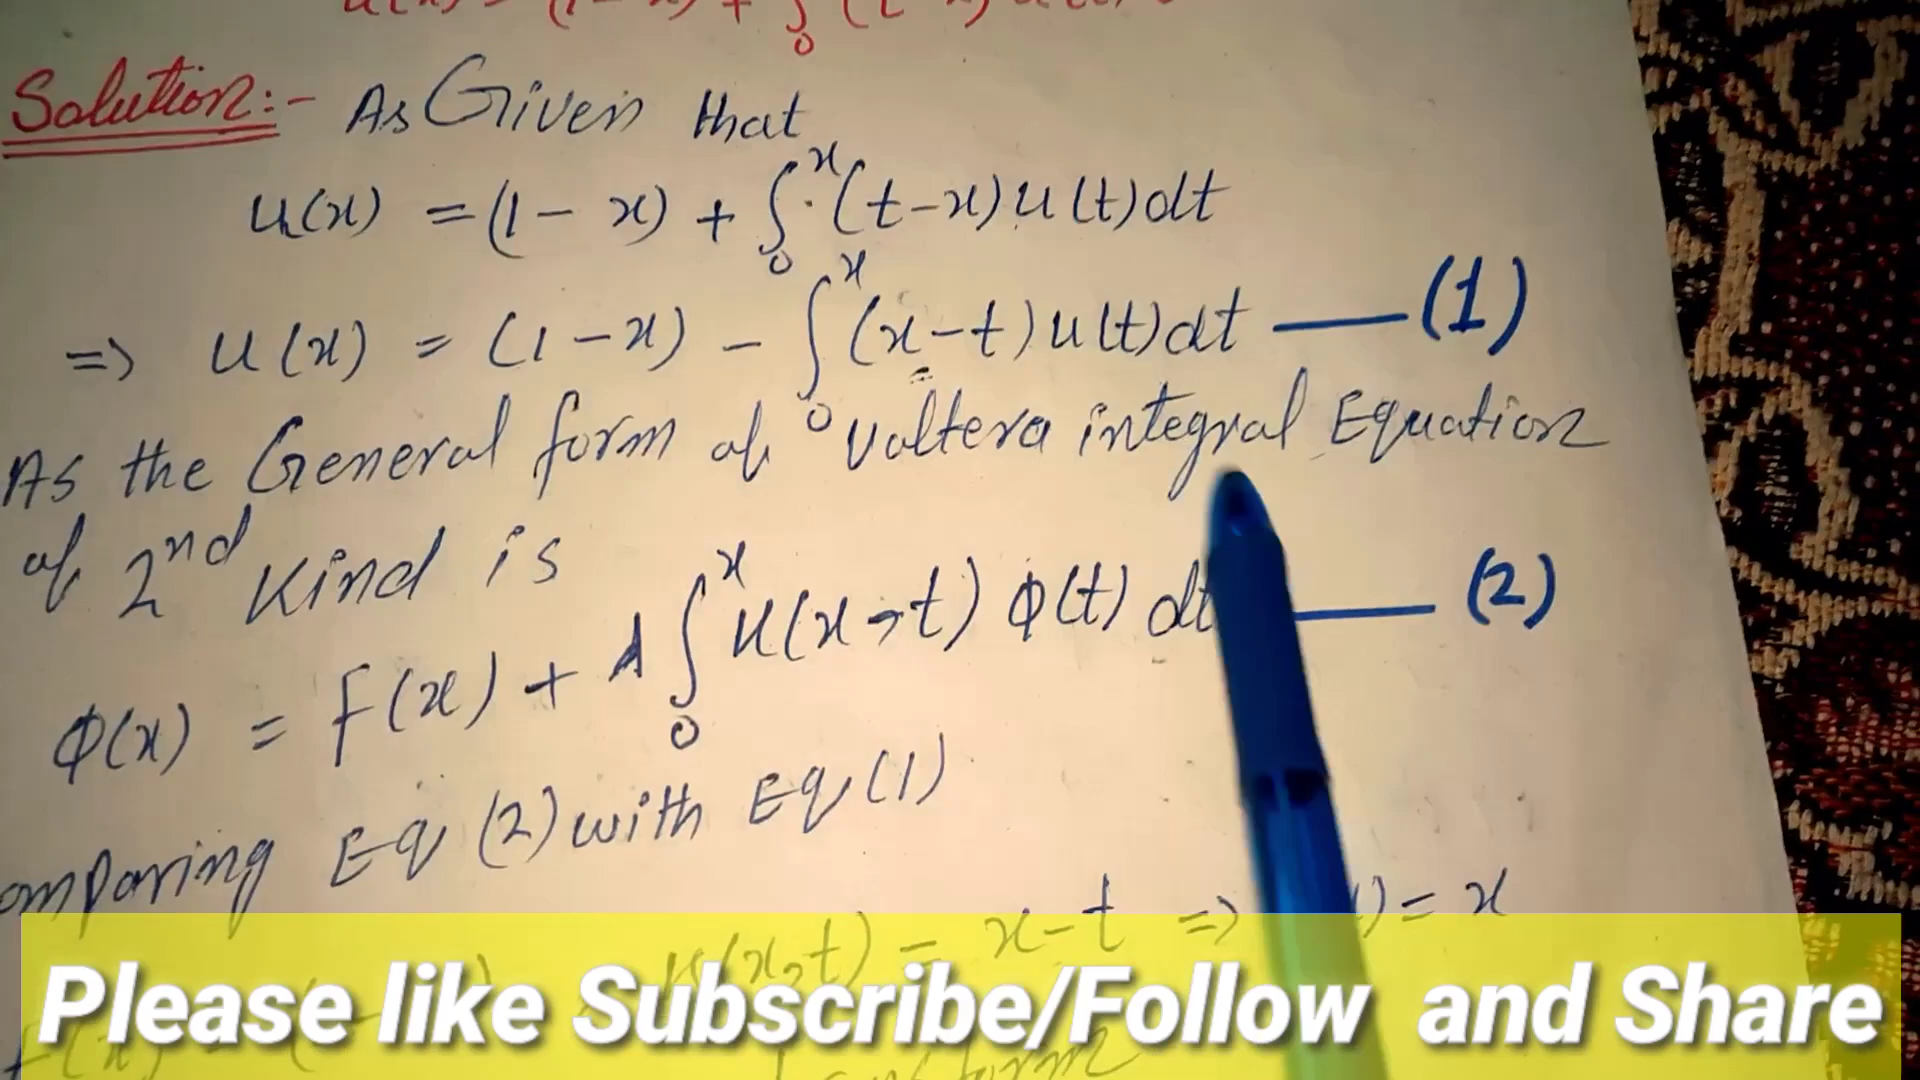 Solution:- As Given that
u(x) = (1 - x) + ∫₀ˣ (t-x) u(t) dt
=> u(x) = (1-x) - ∫₀ˣ (x-t) u(t) dt —— (1)
As the General form of Voltera integral Equation
of 2nd Kind is
Φ(x) = F(x) + λ ∫₀ˣ K(x,t) Φ(t) dt —— (2)
omparing Eq (2) with Eq (1)
K(x,t) = x-t => = x
Please like Subscribe/Follow and Share